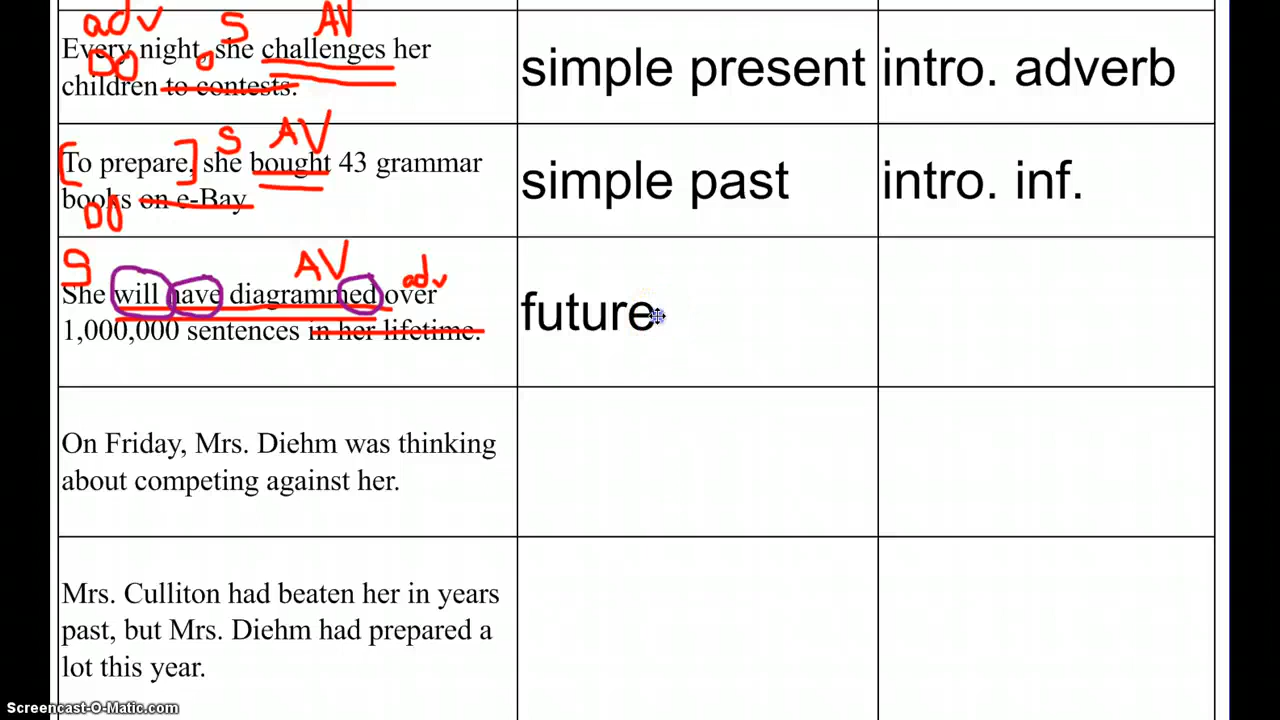 adv S AV
Every night, she challenges her
DO
children to contests.
simple present
intro. adverb
S AV
[To prepare,] she bought 43 grammar
books on e-Bay
DO
simple past
intro. inf.
S AV adv
She will have diagrammed over
1,000,000 sentences in her lifetime.
future
On Friday, Mrs. Diehm was thinking
about competing against her.
Mrs. Culliton had beaten her in years
past, but Mrs. Diehm had prepared a
lot this year.
Screencast-O-Matic.com